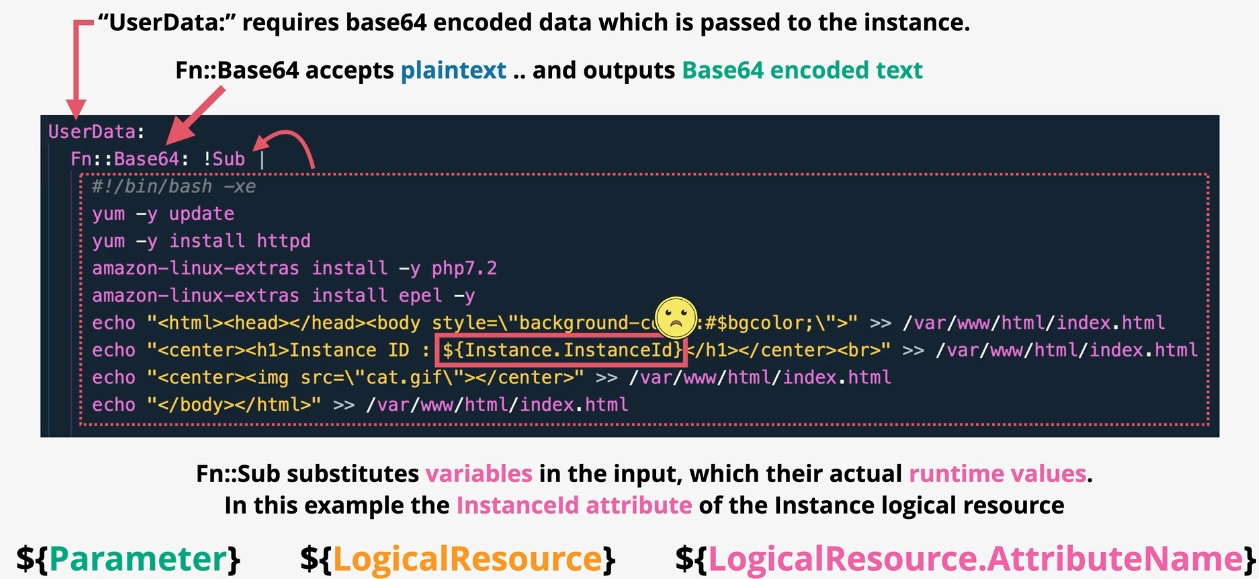 “UserData:” requires base64 encoded data which is passed to the instance.
Fn::Base64 accepts plaintext .. and outputs Base64 encoded text
UserData:
Fn::Base64: !Sub |
#!/bin/bash -xe
yum -y update
yum -y install httpd
amazon-linux-extras install -y php7.2
amazon-linux-extras install epel -y
echo "<html><head></head><body style=\"background-co :#$bgcolor;\">" >> /var/www/html/index.html
echo "<center><h1>Instance ID : ${Instance.InstanceId}</h1></center><br>" >> /var/www/html/index.html
echo "<center><img src=\"cat.gif\"></center>" >> /var/www/html/index.html
echo "</body></html>" >> /var/www/html/index.html
Fn::Sub substitutes variables in the input, which their actual runtime values.
In this example the InstanceId attribute of the Instance logical resource
${Parameter} ${LogicalResource} ${LogicalResource.AttributeName}